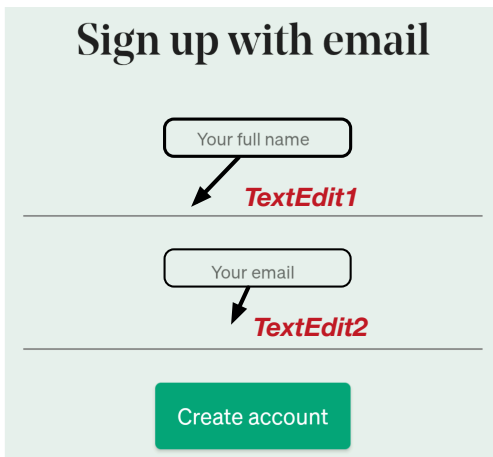 Sign up with email
Your full name
TextEdit1
Your email
TextEdit2
Create account